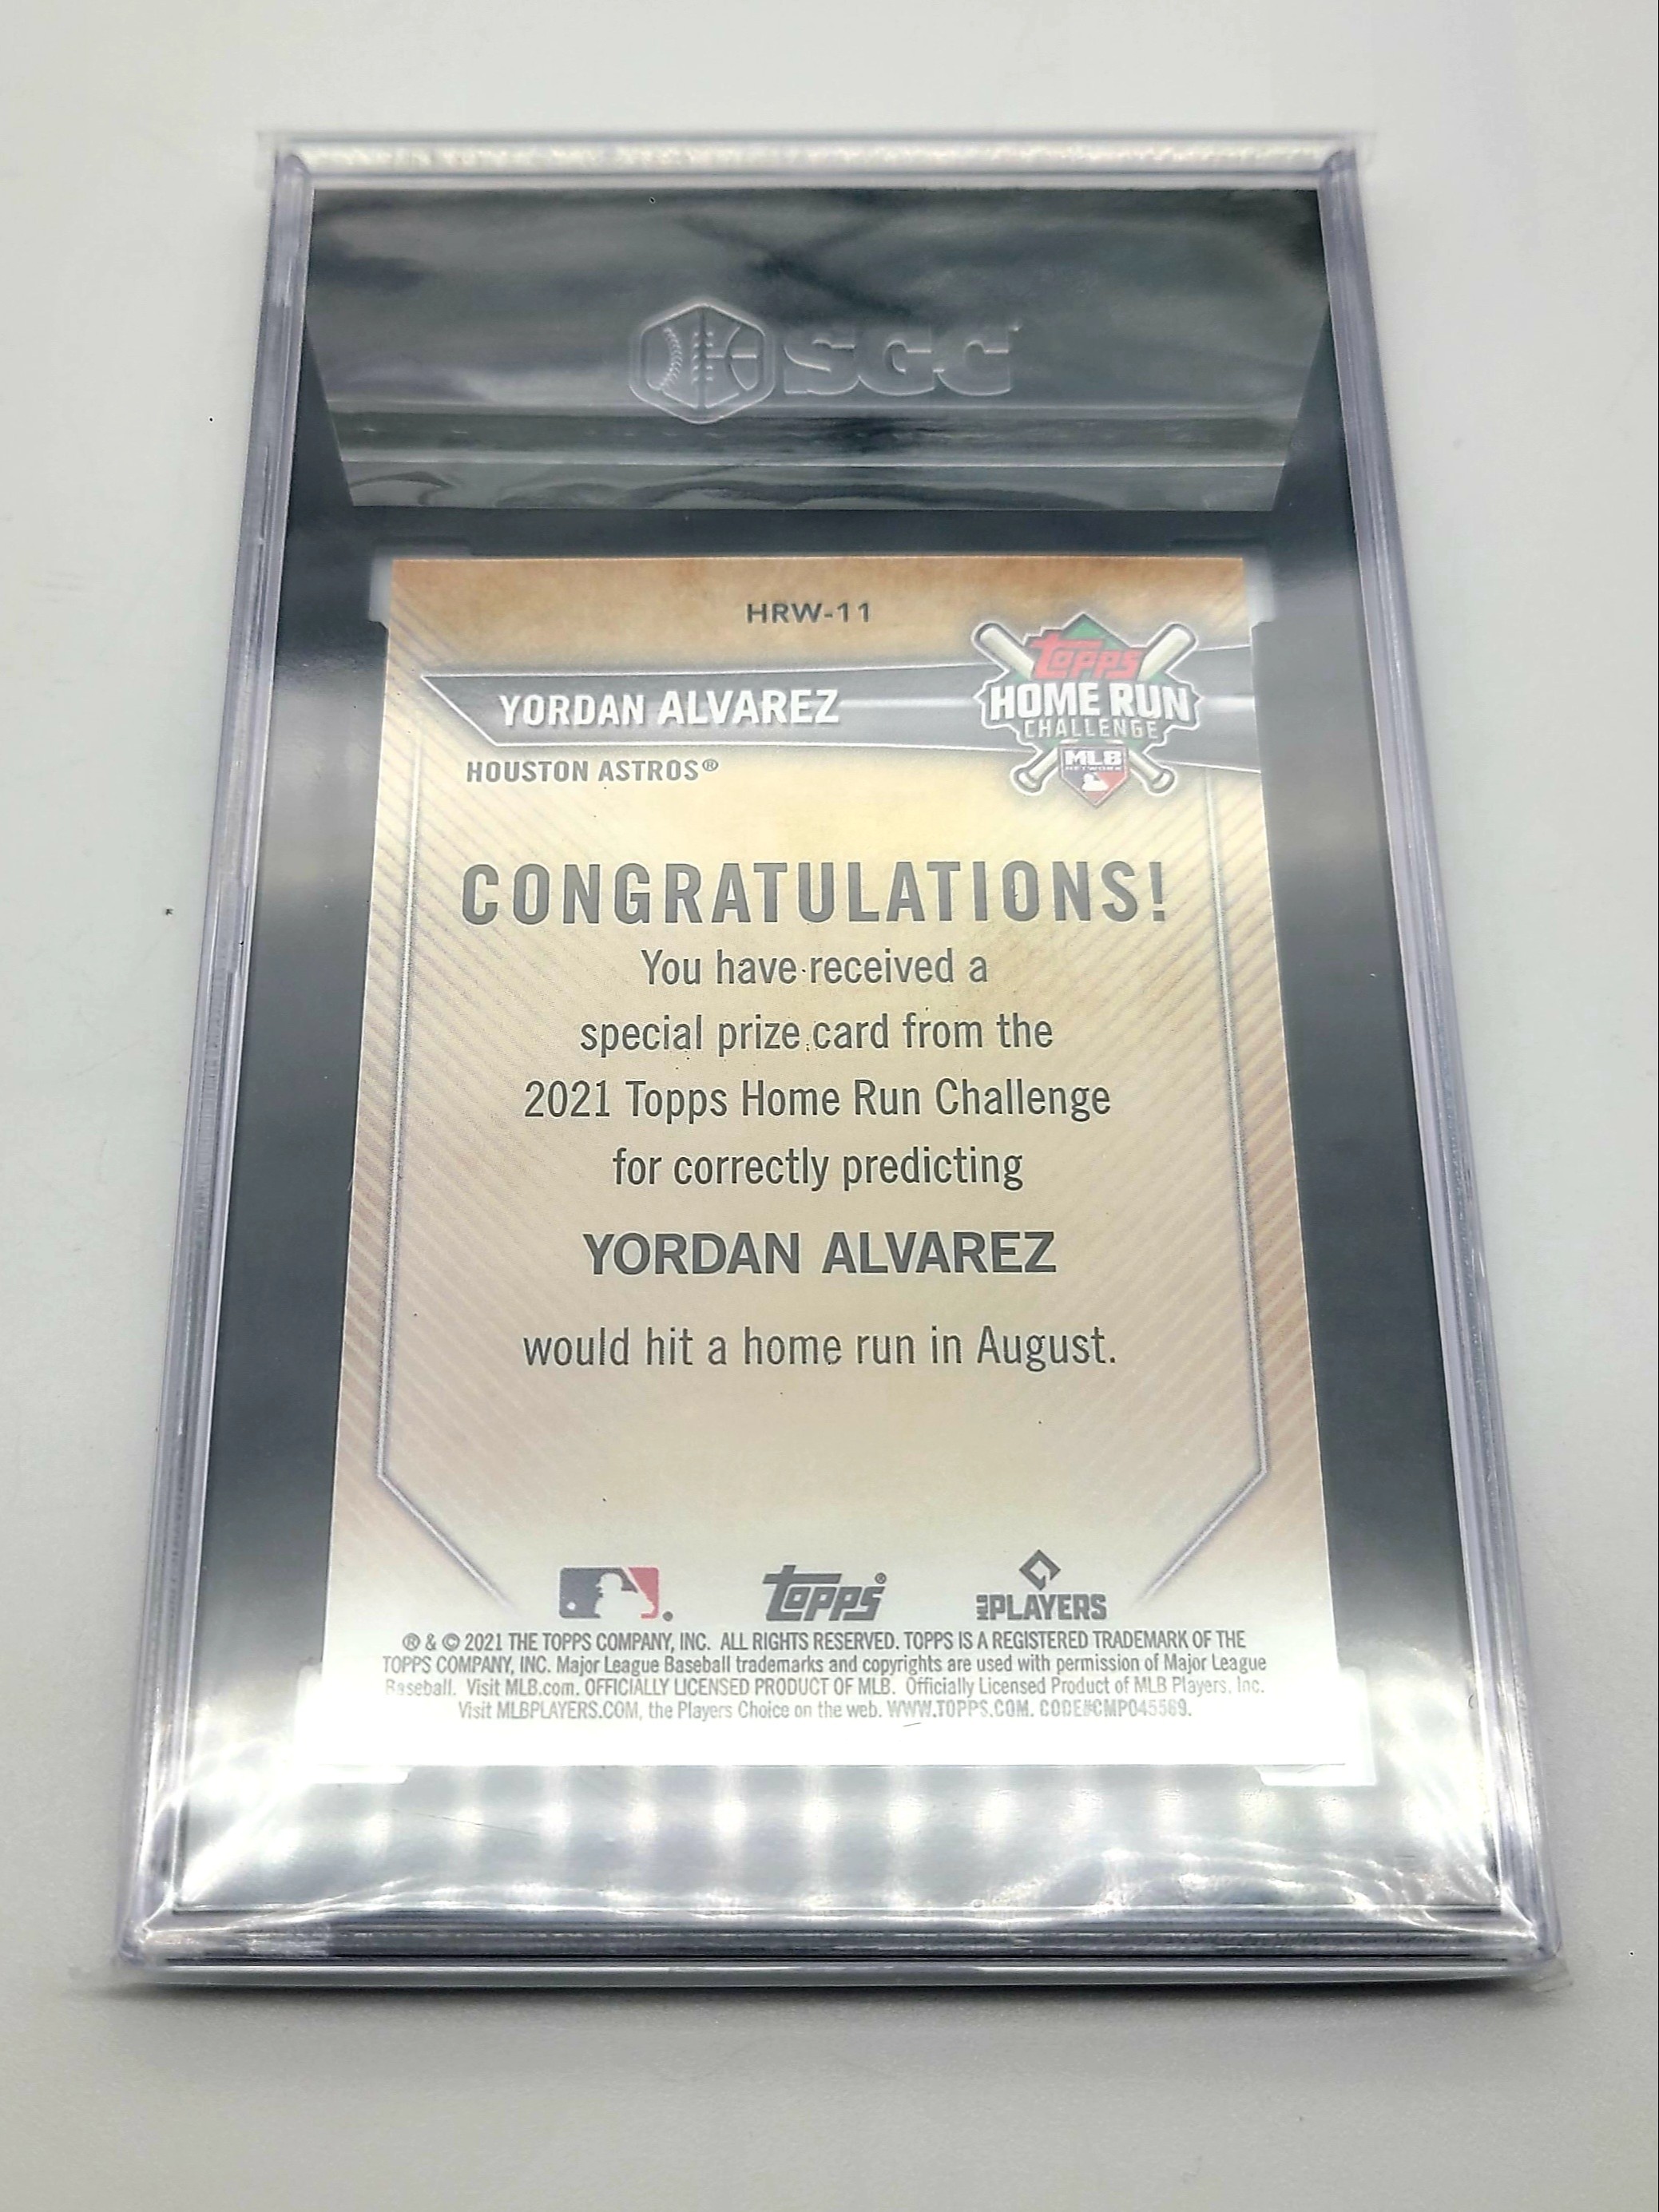 SGC
HRW-11
topps
HOME RUN
CHALLENGE
MLB
NETWORK
YORDAN ALVAREZ
HOUSTON ASTROS®
CONGRATULATIONS!
You have received a
special prize card from the
2021 Topps Home Run Challenge
for correctly predicting
YORDAN ALVAREZ
would hit a home run in August.
topps®
MLB PLAYERS
® & © 2021 THE TOPPS COMPANY, INC. ALL RIGHTS RESERVED. TOPPS IS A REGISTERED TRADEMARK OF THE
TOPPS COMPANY, INC. Major League Baseball trademarks and copyrights are used with permission of Major League
Baseball. Visit MLB.com. OFFICIALLY LICENSED PRODUCT OF MLB. Officially Licensed Product of MLB Players, Inc.
Visit MLBPLAYERS.COM, the Players Choice on the web. WWW.TOPPS.COM. CODE#CMP045569.